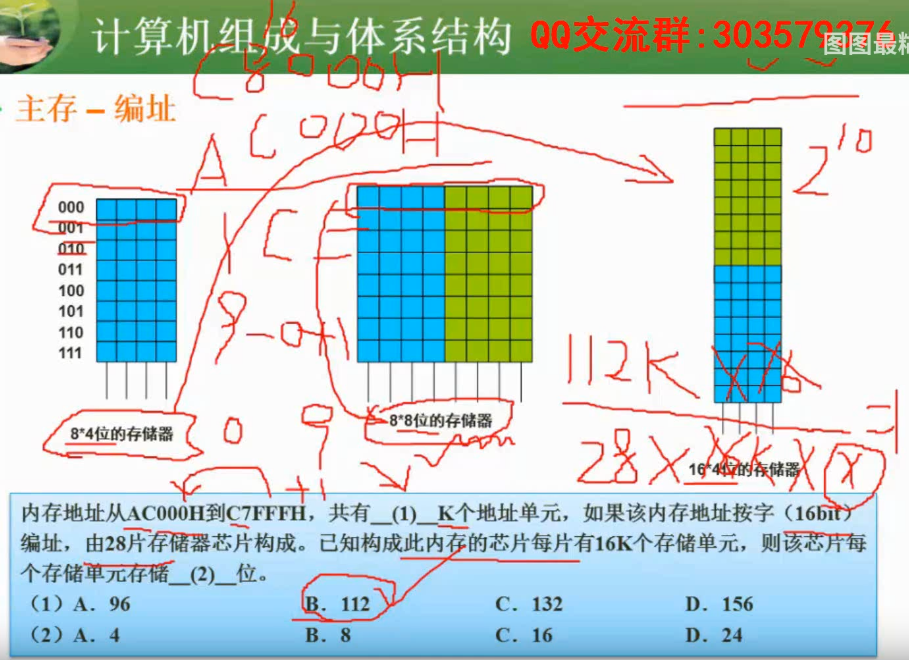 计算机组成与体系结构
QQ交流群:303579376
图图最精
主存 – 编址
C8000H
C0000H
A
000
001
010
011
100
101
110
111
2^10
112K × 16
28 × 16K × x
=1
8*4位的存储器
8*8位的存储器
16*4位的存储器
内存地址从AC000H到C7FFFH，共有__(1)__K个地址单元，如果该内存地址按字（16bit）
编址，由28片存储器芯片构成。已知构成此内存的芯片每片有16K个存储单元，则该芯片每
个存储单元存储__(2)__位。
（1）A．96 B．112 C．132 D．156
（2）A．4 B．8 C．16 D．24